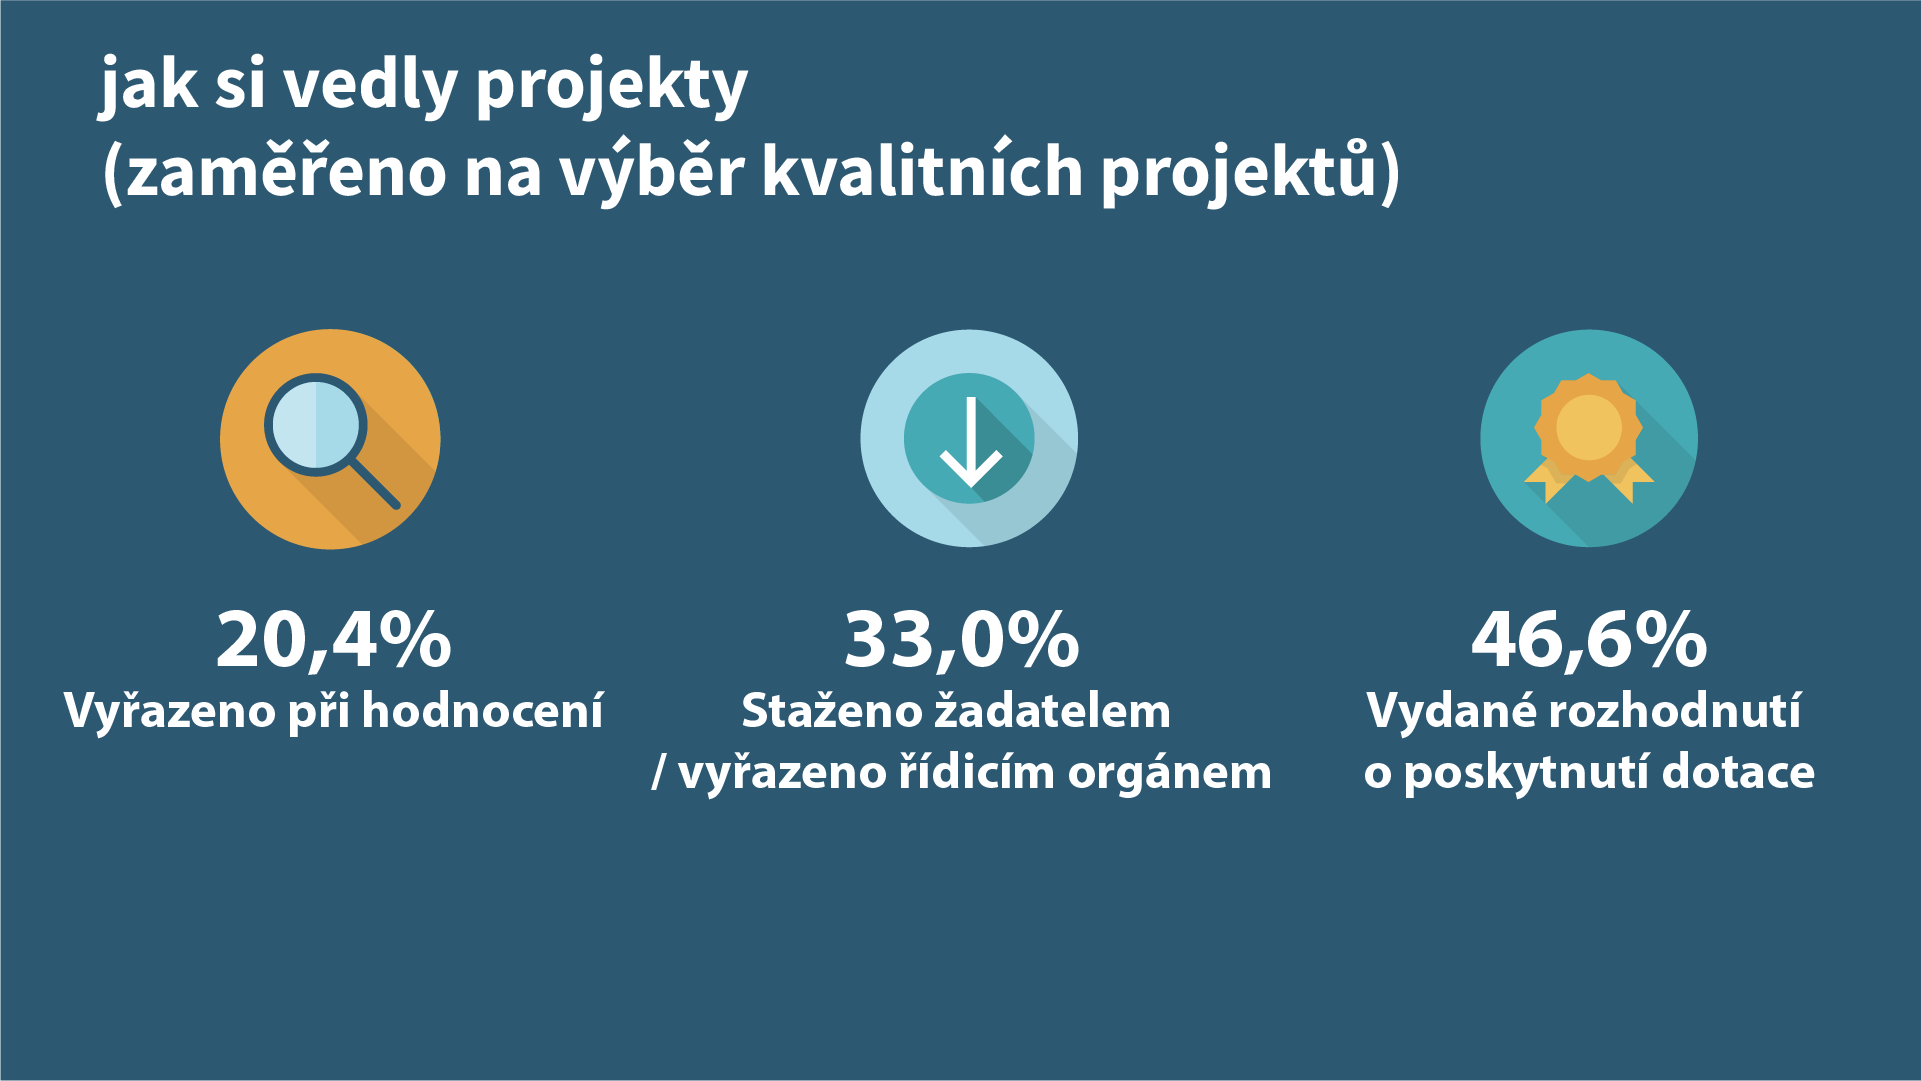 jak si vedly projekty
(zaměřeno na výběr kvalitních projektů)
20,4%
Vyřazeno při hodnocení
33,0%
Staženo žadatelem
/ vyřazeno řídicím orgánem
46,6%
Vydané rozhodnutí
o poskytnutí dotace